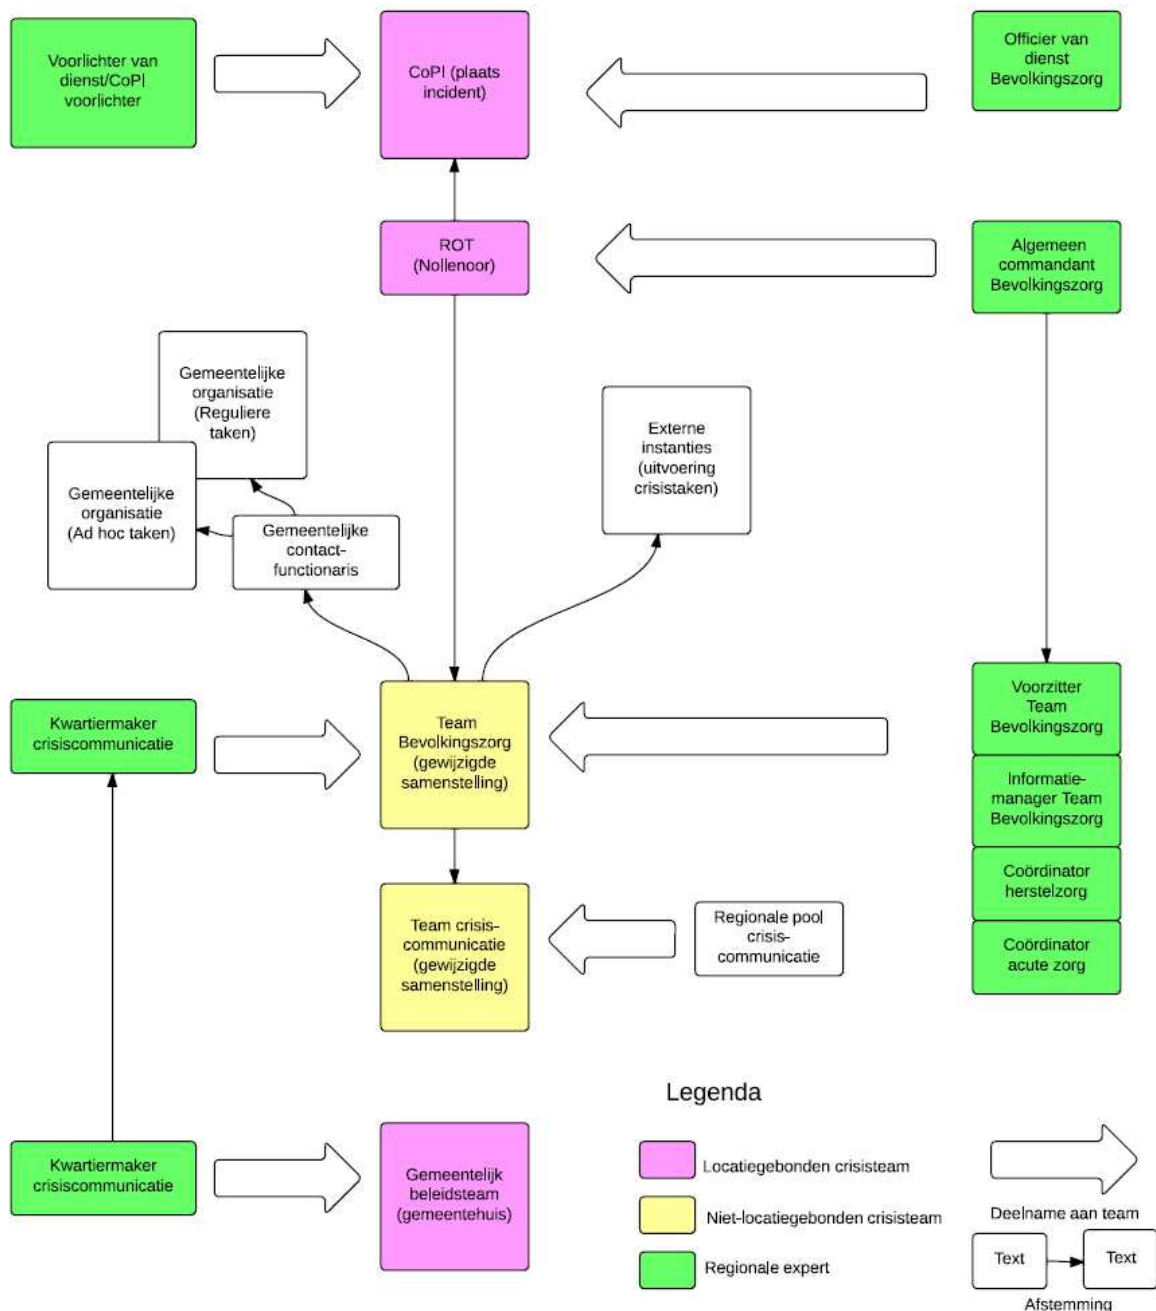 Voorlichter van
dienst/CoPI
voorlichter
CoPI (plaats
incident)
Officier van
dienst
Bevolkingszorg
ROT
(Nollenoor)
Algemeen
commandant
Bevolkingszorg
Gemeentelijke
organisatie
(Reguliere
taken)
Externe
instanties
(uitvoering
crisistaken)
Gemeentelijke
organisatie
(Ad hoc taken)
Gemeentelijke
contact-
functionaris
Kwartiermaker
crisiscommunicatie
Team
Bevolkingszorg
(gewijzigde
samenstelling)
Voorzitter
Team
Bevolkingszorg
Informatie-
manager Team
Bevolkingszorg
Coördinator
herstelzorg
Coördinator
acute zorg
Team crisis-
communicatie
(gewijzigde
samenstelling)
Regionale pool
crisis-
communicatie
Kwartiermaker
crisiscommunicatie
Gemeentelijk
beleidsteam
(gemeentehuis)
Legenda
Locatiegebonden crisisteam
Niet-locatiegebonden crisisteam
Regionale expert
Deelname aan team
Text
Text
Afstemming